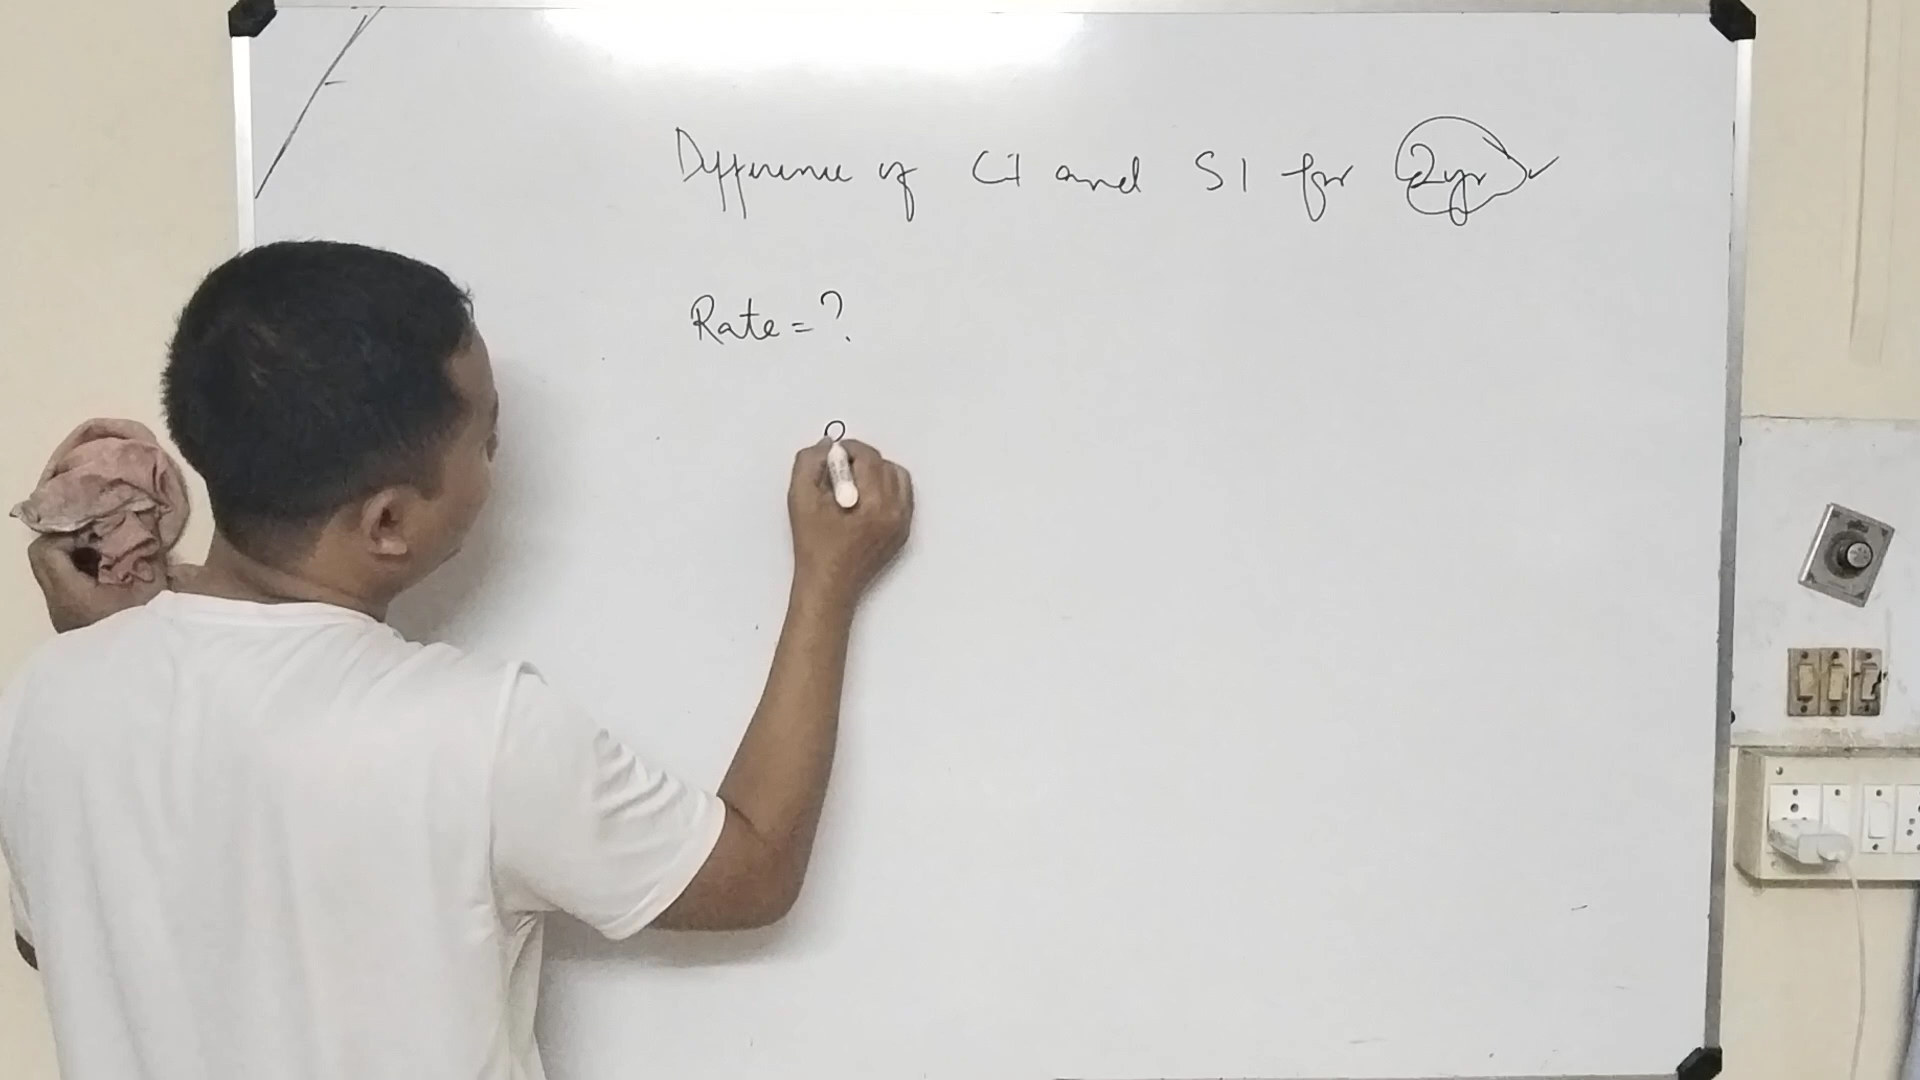 Difference of CI and SI for 2yr
Rate = ?